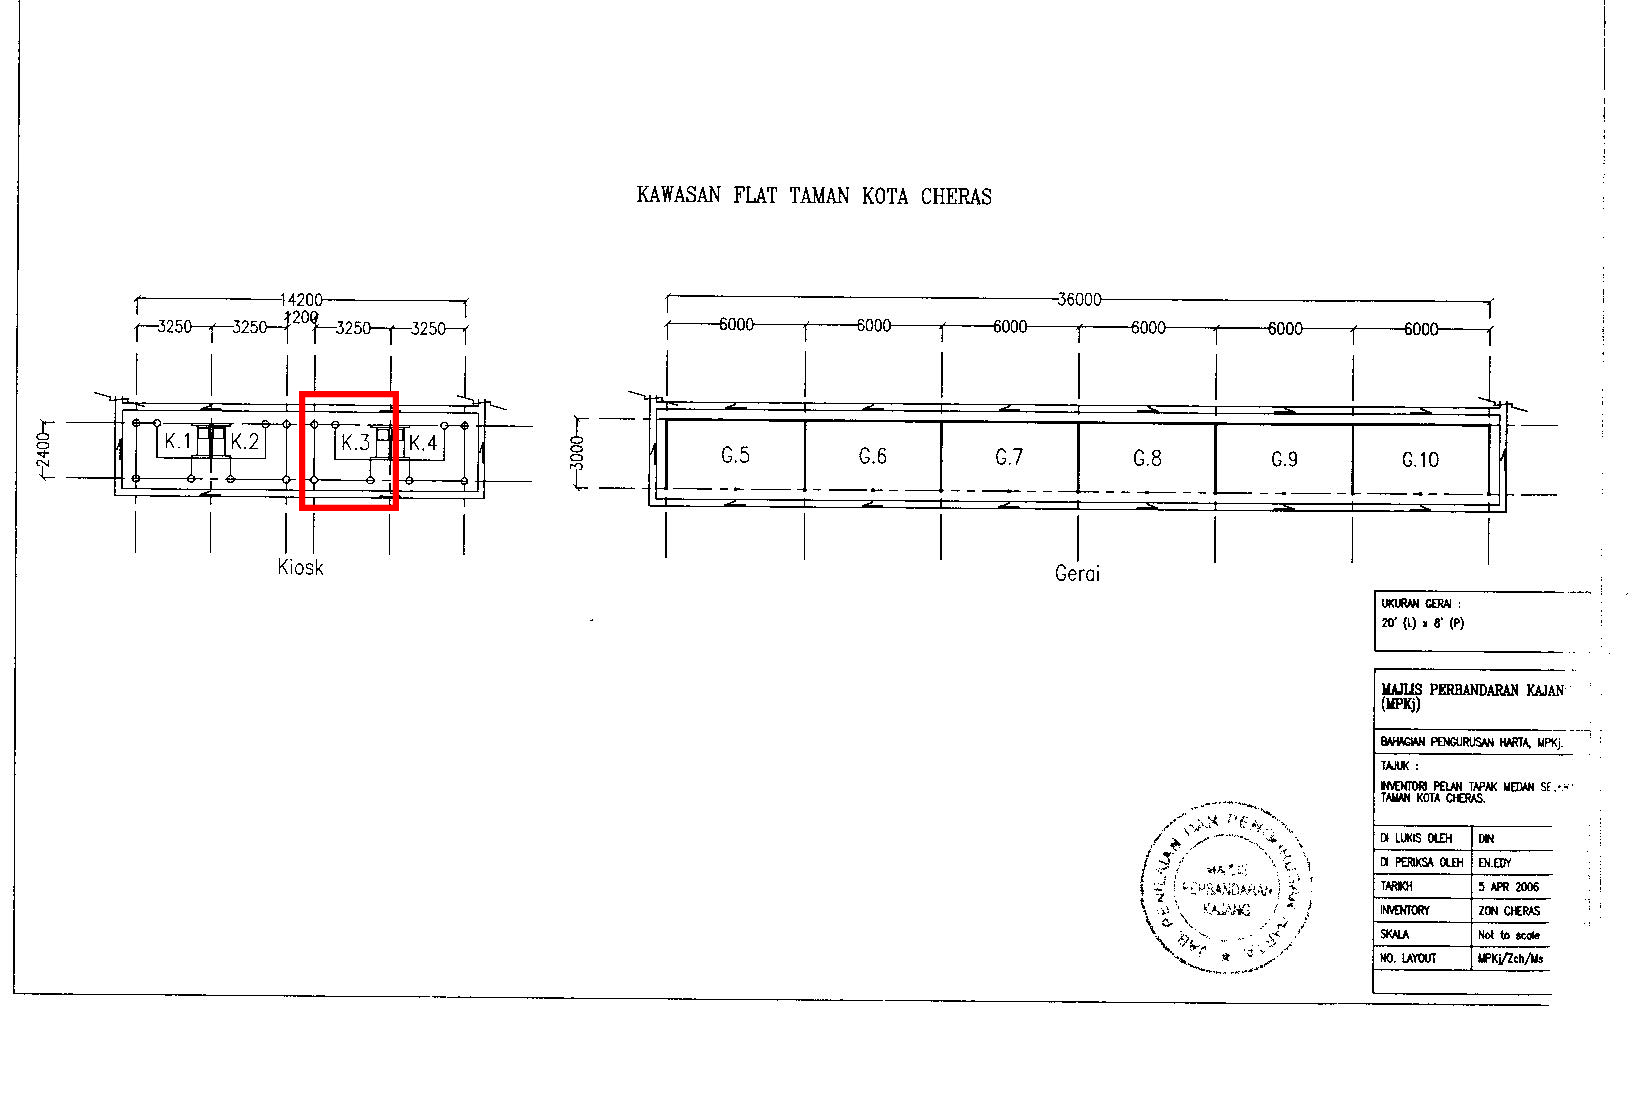 KAWASAN FLAT TAMAN KOTA CHERAS
14200
1200
3250 3250 3250 3250
2400
K.1 K.2 K.3 K.4
Kiosk
36000
6000 6000 6000 6000 6000 6000
3000
G.5 G.6 G.7 G.8 G.9 G.10
Gerai
UKURAN GERAI :
20' (L) x 8' (P)
MAJLIS PERBANDARAN KAJAN
(MPKj)
BAHAGIAN PENGURUSAN HARTA, MPKj.
TAJUK :
INVENTORI PELAN TAPAK MEDAN
TAMAN KOTA CHERAS.
DI LUKIS OLEH DIN
DI PERIKSA OLEH EN.EDY
TARIKH 5 APR 2006
INVENTORY ZON CHERAS
SKALA Not to scale
NO. LAYOUT MPKj/Zch/Ms
JAB. PENILAIAN DAN HARTA
MAJLIS
PERBANDARAN
KAJANG